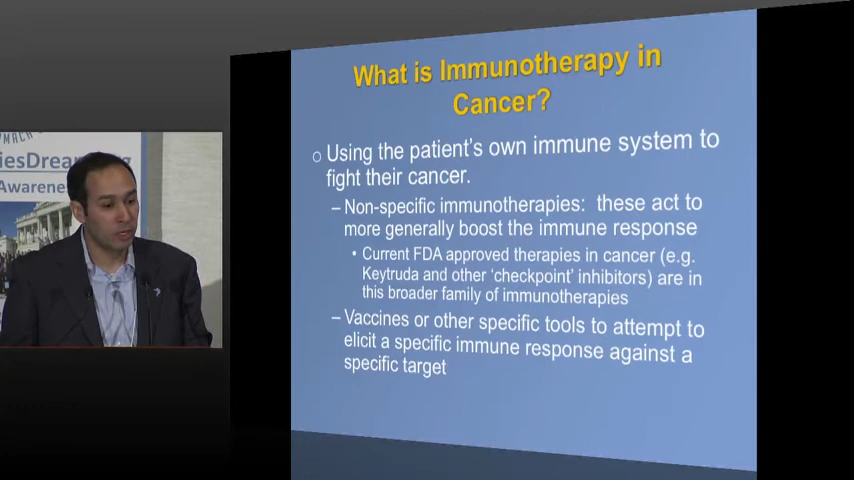 What is Immunotherapy in
Cancer?
Using the patient's own immune system to
fight their cancer.
– Non-specific immunotherapies: these act to
more generally boost the immune response
• Current FDA approved therapies in cancer (e.g.
Keytruda and other 'checkpoint' inhibitors) are in
this broader family of immunotherapies
– Vaccines or other specific tools to attempt to
elicit a specific immune response against a
specific target
Awarene